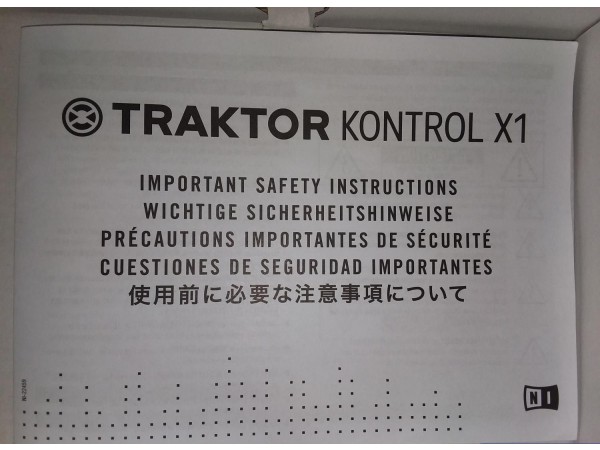 TRAKTOR KONTROL X1
IMPORTANT SAFETY INSTRUCTIONS
WICHTIGE SICHERHEITSHINWEISE
PRÉCAUTIONS IMPORTANTES DE SÉCURITÉ
CUESTIONES DE SEGURIDAD IMPORTANTES
使用前に必要な注意事項について
NI